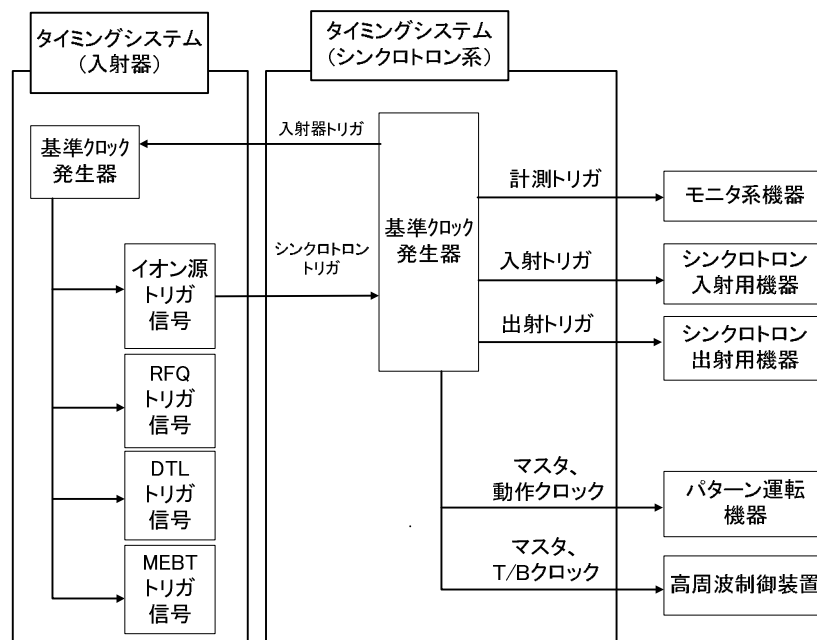 タイミングシステム
(入射器)
タイミングシステム
(シンクロトロン系)
基準クロック
発生器
イオン源
トリガ
信号
RFQ
トリガ
信号
DTL
トリガ
信号
MEBT
トリガ
信号
入射器トリガ
シンクロトロン
トリガ
基準クロック
発生器
計測トリガ
入射トリガ
出射トリガ
マスタ、
動作クロック
マスタ、
T/Bクロック
モニタ系機器
シンクロトロン
入射用機器
シンクロトロン
出射用機器
パターン運転
機器
高周波制御装置